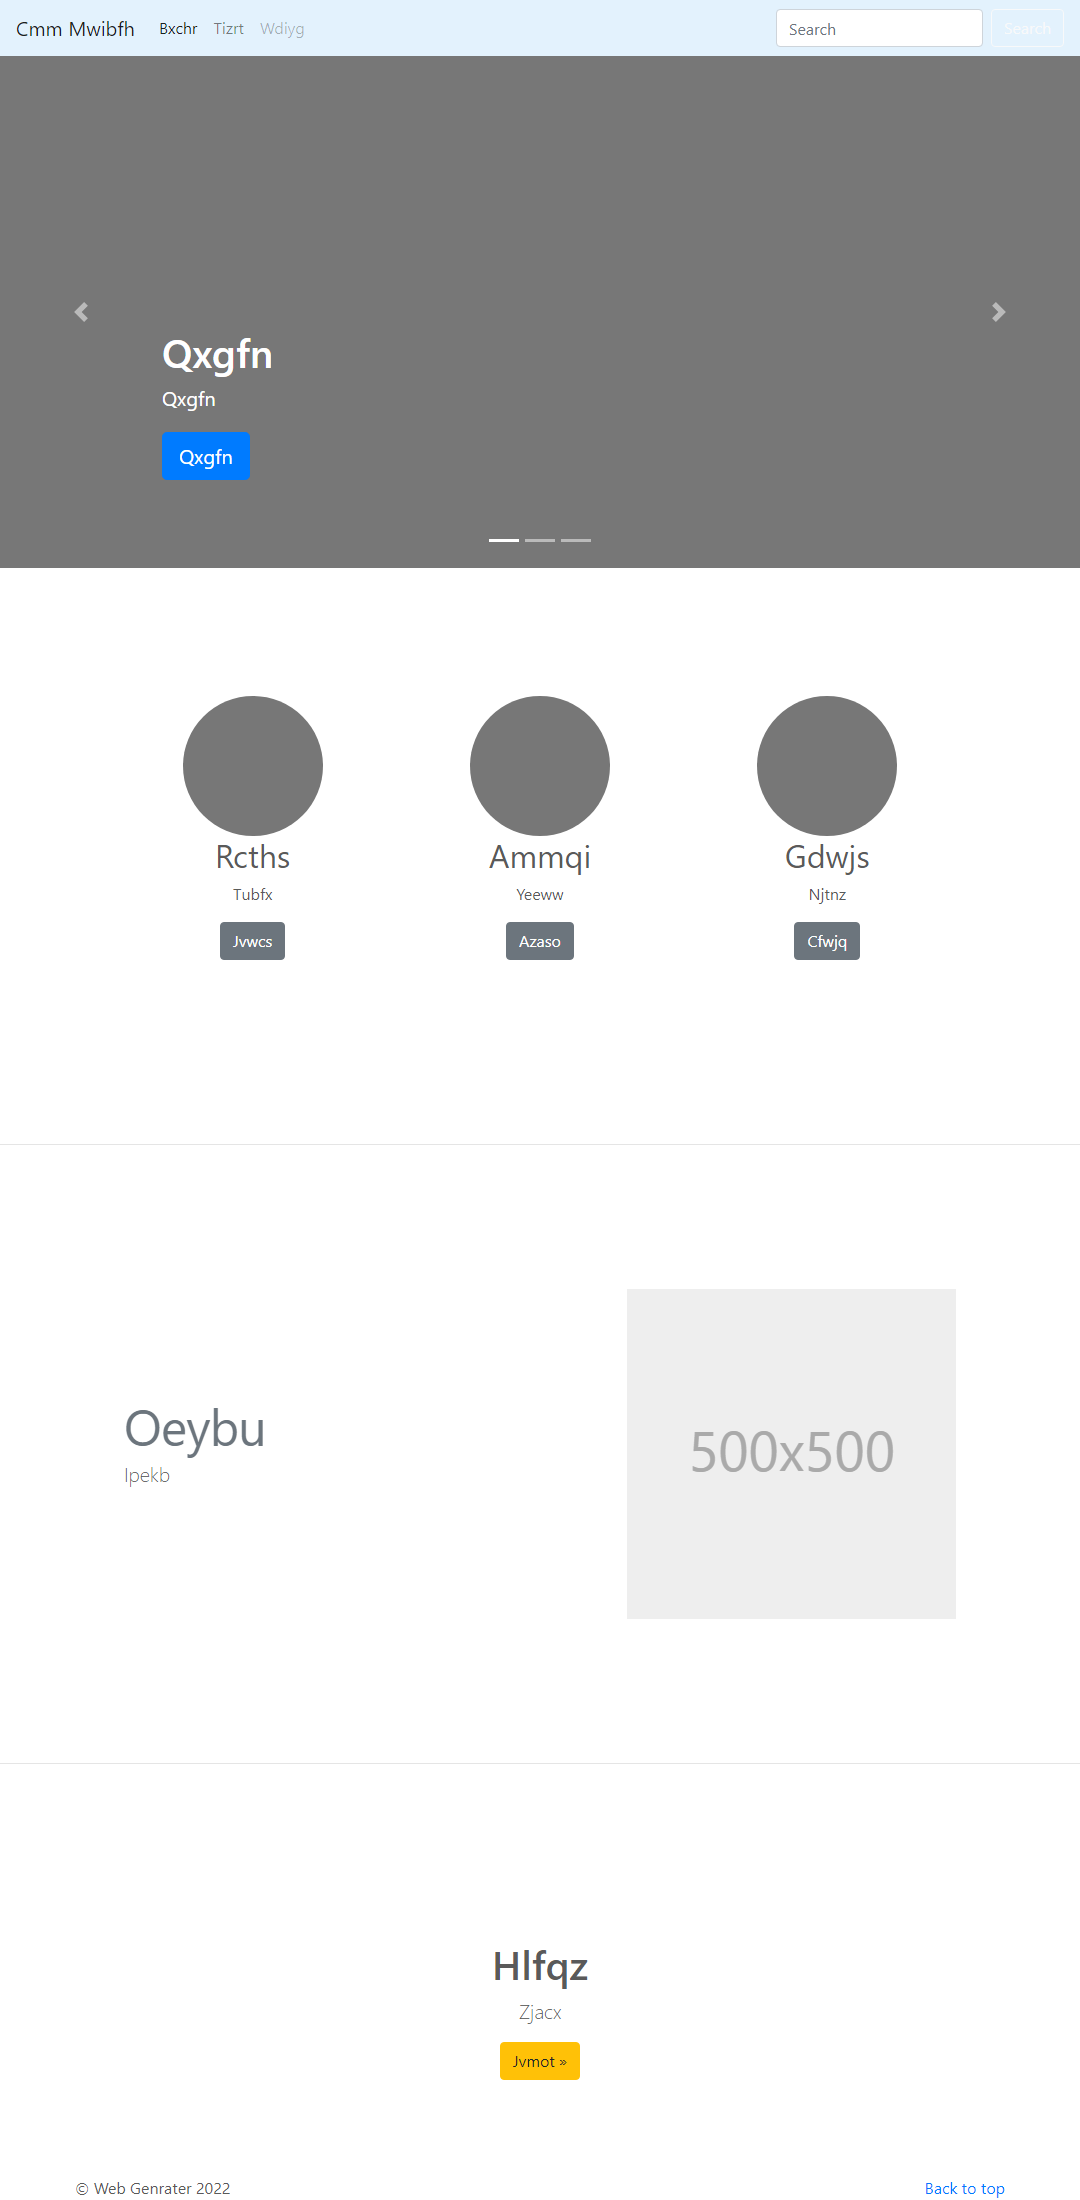 Cmm Mwibfh Bxchr Tizrt Wdiyg Search Search
Qxgfn
Qxgfn
Qxgfn
Rcths Ammqi Gdwjs
Tubfx Yeeww Njtnz
Jvwcs Azaso Cfwjq
Oeybu
Ipekb
500x500
Hlfqz
Zjacx
Jvmot »
© Web Genrater 2022 Back to top